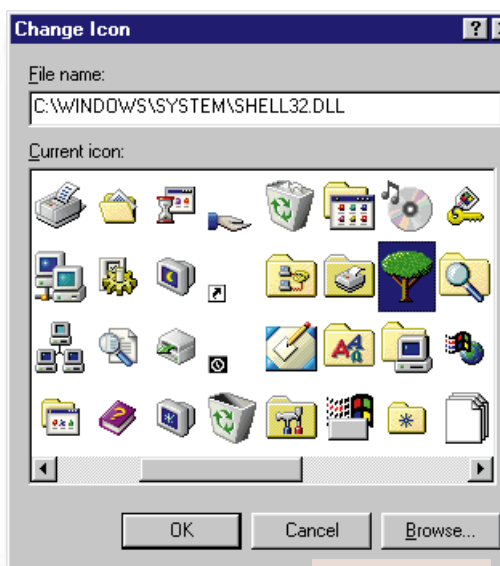 Change Icon
File name:
C:\WINDOWS\SYSTEM\SHELL32.DLL
Current icon:
OK
Cancel
Browse...